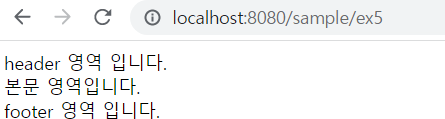 localhost:8080/sample/ex5
header 영역 입니다.
본문 영역입니다.
footer 영역 입니다.